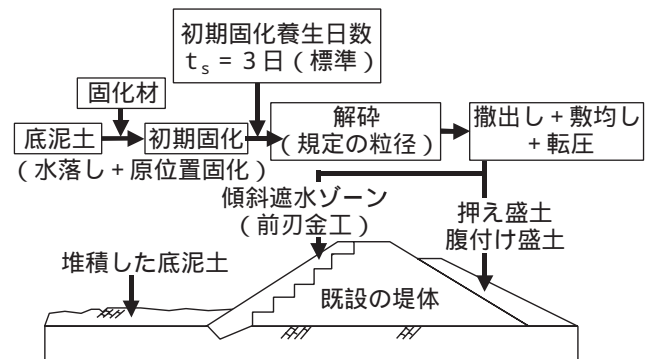 初期固化養生日数
ts = 3日（標準）
固化材
底泥土
初期固化
解砕
（規定の粒径）
撒出し+敷均し
+転圧
（水落し+原位置固化）
傾斜遮水ゾーン
（前刃金工）
押え盛土
腹付け盛土
堆積した底泥土
既設の堤体